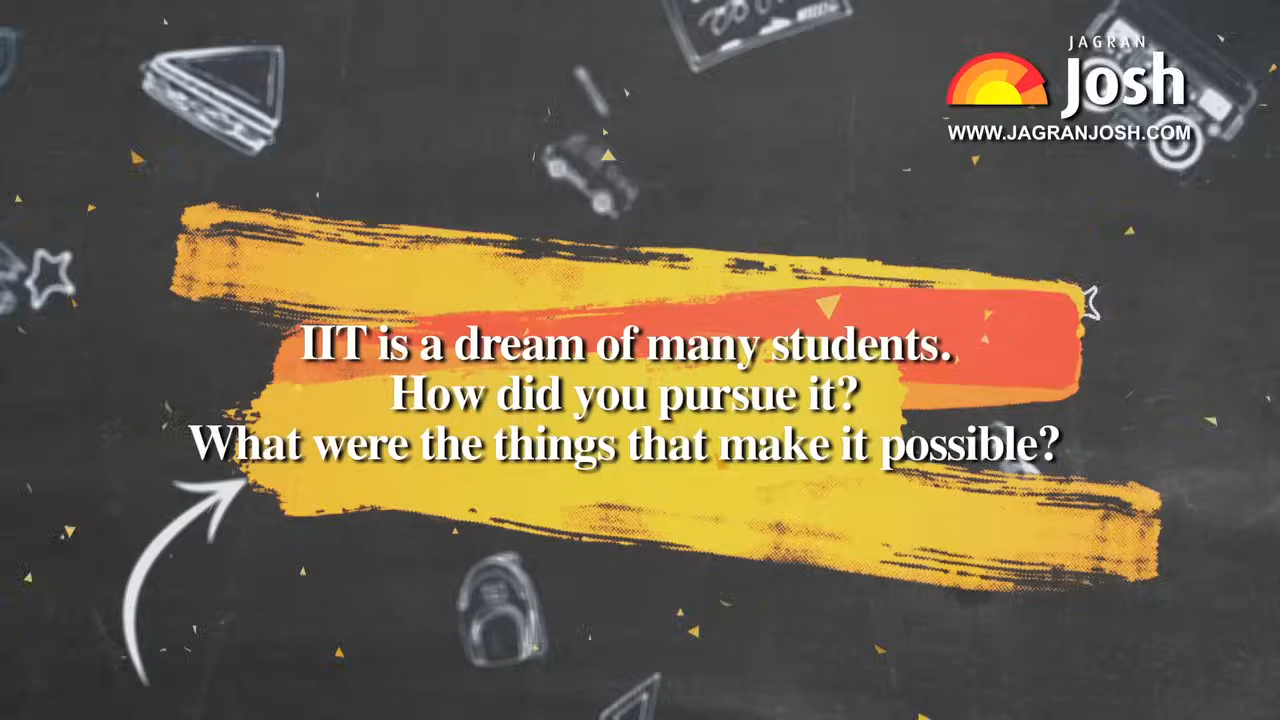 JAGRAN
Josh
WWW.JAGRANJOSH.COM
IIT is a dream of many students.
How did you pursue it?
What were the things that make it possible?